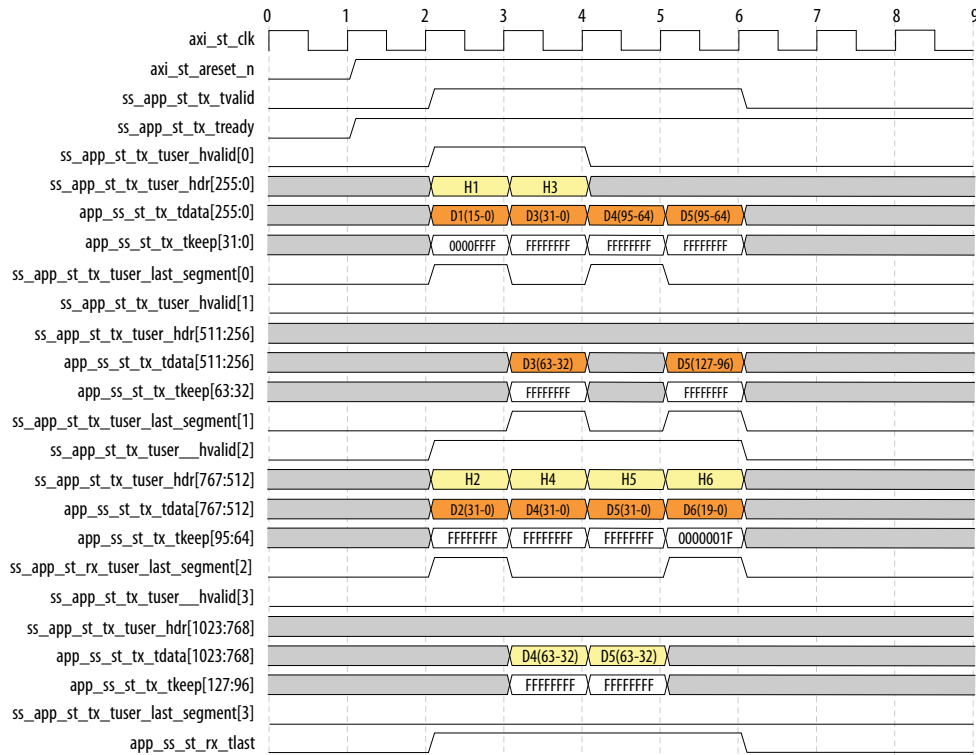 0 1 2 3 4 5 6 7 8 9
axi_st_clk
axi_st_areset_n
ss_app_st_tx_tvalid
ss_app_st_tx_tready
ss_app_st_tx_tuser_hvalid[0]
ss_app_st_tx_tuser_hdr[255:0] H1 H3
app_ss_st_tx_tdata[255:0] D1(15-0) D3(31-0) D4(95-64) D5(95-64)
app_ss_st_tx_tkeep[31:0] 0000FFFF FFFFFFFF FFFFFFFF FFFFFFFF
ss_app_st_tx_tuser_last_segment[0]
ss_app_st_tx_tuser_hvalid[1]
ss_app_st_tx_tuser_hdr[511:256]
app_ss_st_tx_tdata[511:256] D3(63-32) D5(127-96)
app_ss_st_tx_tkeep[63:32] FFFFFFFF FFFFFFFF
ss_app_st_tx_tuser_last_segment[1]
ss_app_st_tx_tuser__hvalid[2]
ss_app_st_tx_tuser_hdr[767:512] H2 H4 H5 H6
app_ss_st_tx_tdata[767:512] D2(31-0) D4(31-0) D5(31-0) D6(19-0)
app_ss_st_tx_tkeep[95:64] FFFFFFFF FFFFFFFF FFFFFFFF 0000001F
ss_app_st_rx_tuser_last_segment[2]
ss_app_st_tx_tuser__hvalid[3]
ss_app_st_tx_tuser_hdr[1023:768]
app_ss_st_tx_tdata[1023:768] D4(63-32) D5(63-32)
app_ss_st_tx_tkeep[127:96] FFFFFFFF FFFFFFFF
ss_app_st_tx_tuser_last_segment[3]
app_ss_st_rx_tlast